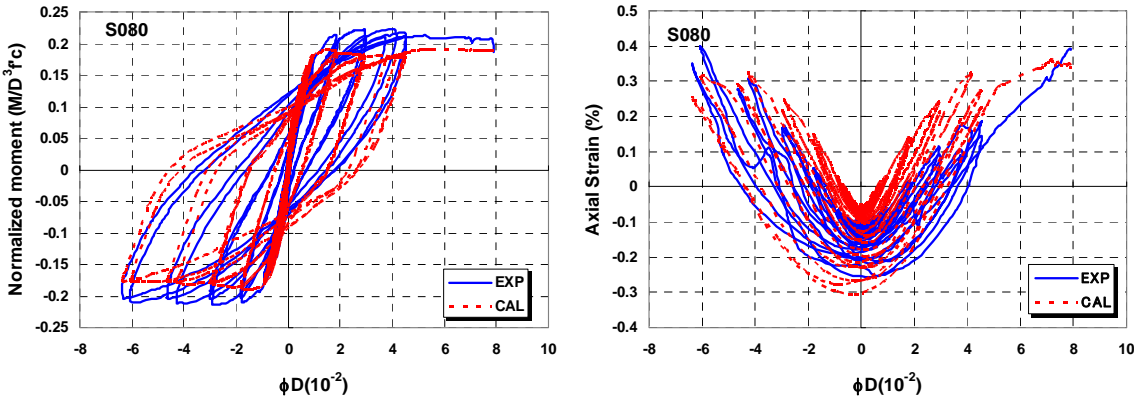 S080
Normalized moment (M/D³f'c)
0.25
0.2
0.15
0.1
0.05
0
-0.05
-0.1
-0.15
-0.2
-0.25
-8 -6 -4 -2 0 2 4 6 8 10
ϕD(10⁻²)
EXP
CAL
S080
Axial Strain (%)
0.5
0.4
0.3
0.2
0.1
0
-0.1
-0.2
-0.3
-0.4
-8 -6 -4 -2 0 2 4 6 8 10
ϕD(10⁻²)
EXP
CAL